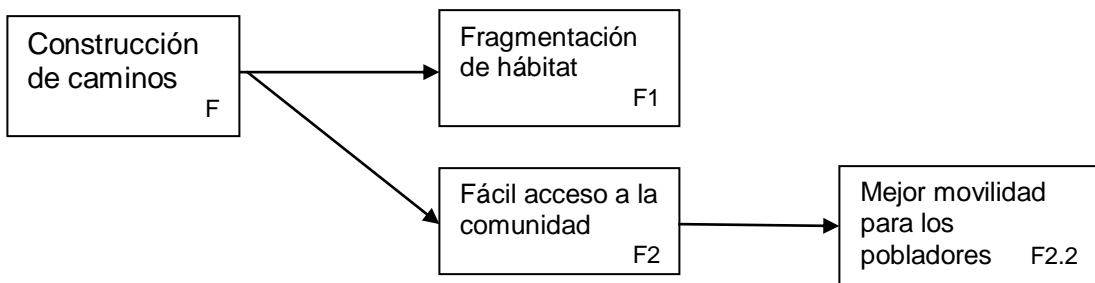 Construcción
de caminos
F
Fragmentación
de hábitat
F1
Fácil acceso a la
comunidad
F2
Mejor movilidad
para los
pobladores F2.2